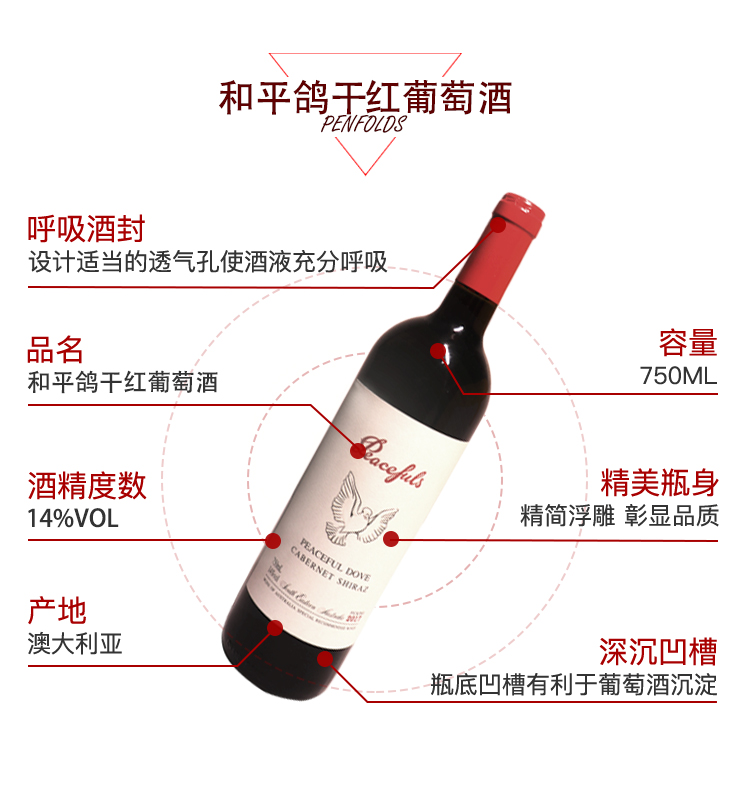 和平鸽干红葡萄酒
PENFOLDS
呼吸酒封
设计适当的透气孔使酒液充分呼吸
品名
和平鸽干红葡萄酒
酒精度数
14%VOL
产地
澳大利亚
容量
750ML
精美瓶身
精简浮雕 彰显品质
深沉凹槽
瓶底凹槽有利于葡萄酒沉淀
Peacefuls
PEACEFUL DOVE
CABERNET SHIRAZ
South Eastern Australia
2017